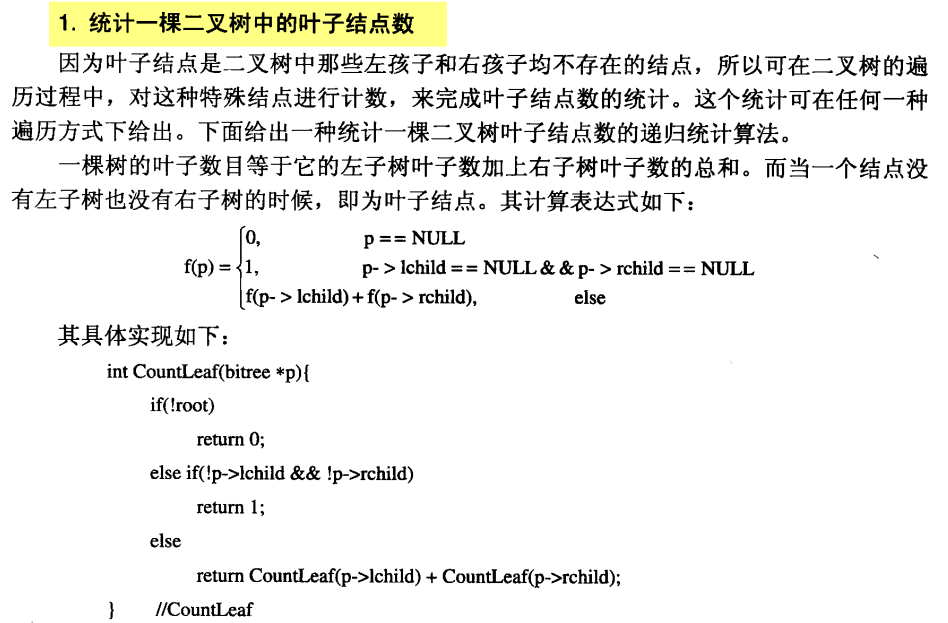 1. 统计一棵二叉树中的叶子结点数
因为叶子结点是二叉树中那些左孩子和右孩子均不存在的结点，所以可在二叉树的遍
历过程中，对这种特殊结点进行计数，来完成叶子结点数的统计。这个统计可在任何一种
遍历方式下给出。下面给出一种统计一棵二叉树叶子结点数的递归统计算法。
一棵树的叶子数目等于它的左子树叶子数加上右子树叶子数的总和。而当一个结点没
有左子树也没有右子树的时候，即为叶子结点。其计算表达式如下：
0, p == NULL
f(p) = { 1, p- > lchild == NULL & & p- > rchild == NULL
f(p- > lchild) + f(p- > rchild), else
其具体实现如下：
int CountLeaf(bitree *p){
if(!root)
return 0;
else if(!p->lchild && !p->rchild)
return 1;
else
return CountLeaf(p->lchild) + CountLeaf(p->rchild);
} //CountLeaf